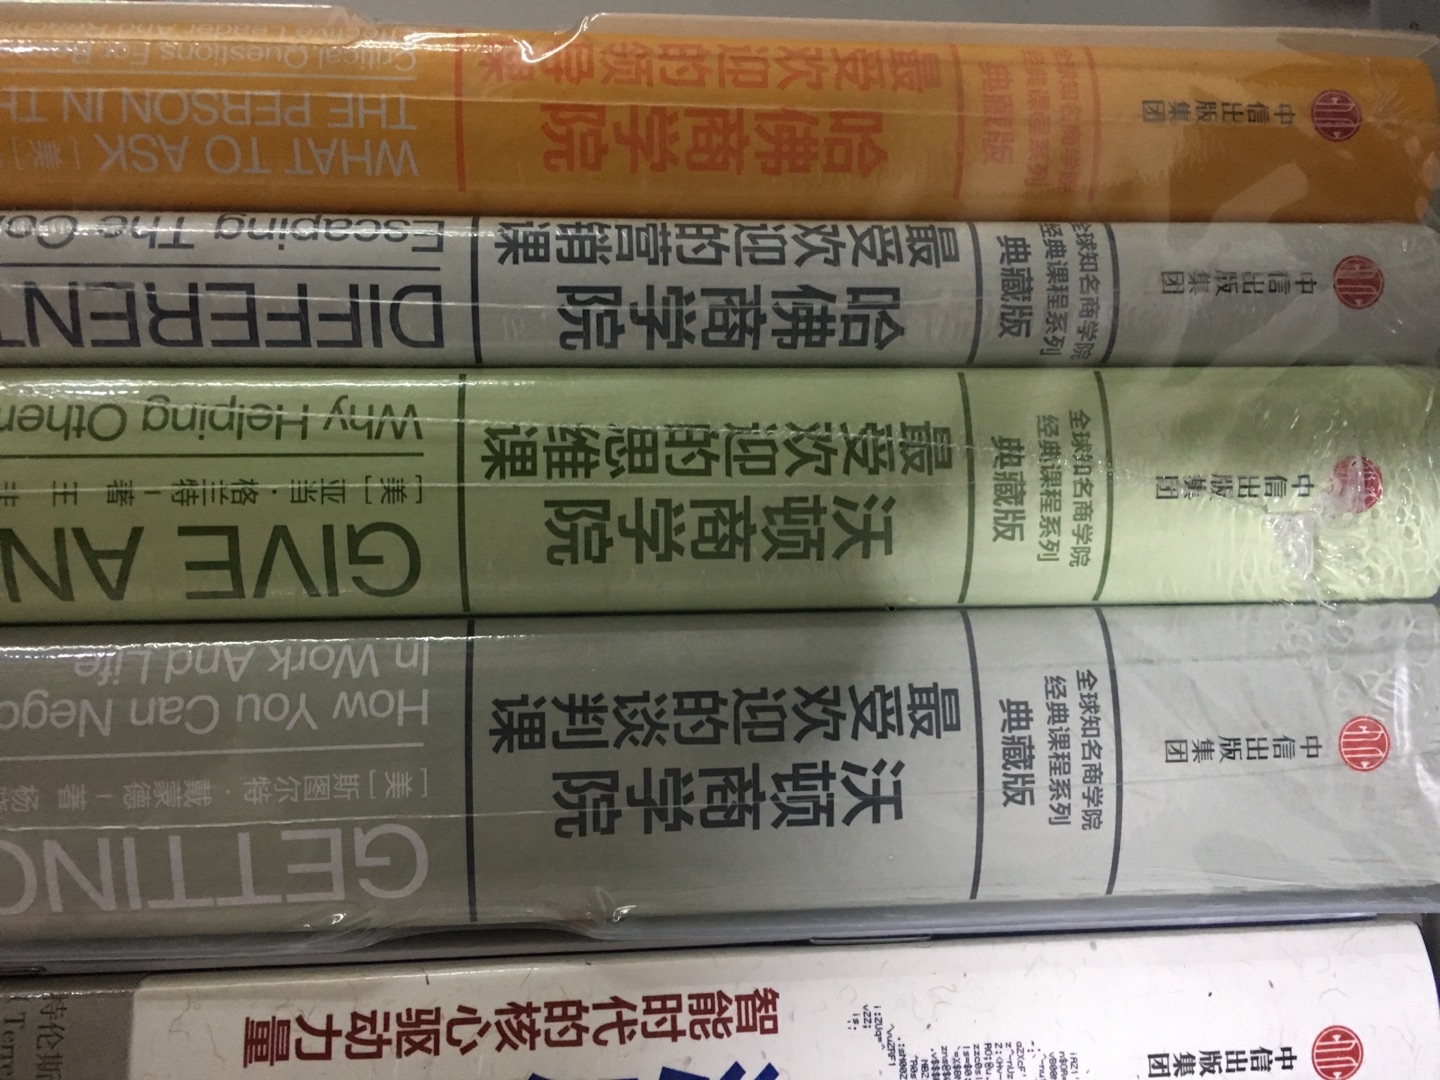 WHAT TO ASK
THE PERSON IN TH
Critical Questions For
[美]
哈佛商学院
最受欢迎的领导课
全球知名商学院
经典课程系列
典藏版
中信出版集团
DIFFERENT
Escaping The Co
哈佛商学院
最受欢迎的营销课
全球知名商学院
经典课程系列
典藏版
中信出版集团
GIVE AN
[美]亚当·格兰特 著 王
Why Helping Other
沃顿商学院
最受欢迎的思维课
全球知名商学院
经典课程系列
典藏版
中信出版集团
GETTING
[美]斯图尔特·戴蒙德 著 杨
How You Can Nego
In Work And Life
沃顿商学院
最受欢迎的谈判课
全球知名商学院
经典课程系列
典藏版
中信出版集团
特伦斯
智能时代的核心驱动力量
中信出版集团